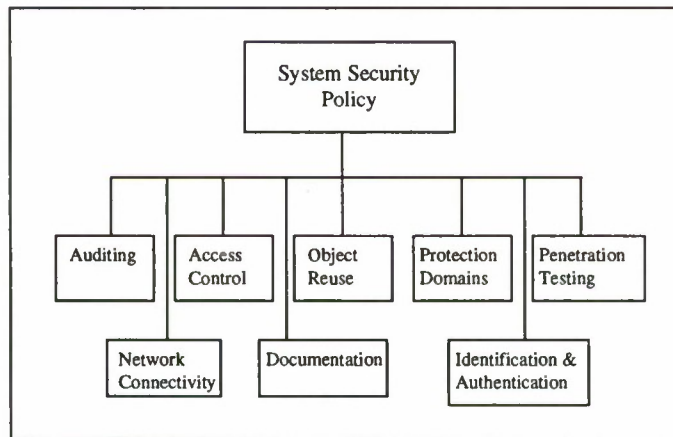 System Security
Policy
Auditing
Access
Control
Object
Reuse
Protection
Domains
Penetration
Testing
Network
Connectivity
Documentation
Identification &
Authentication